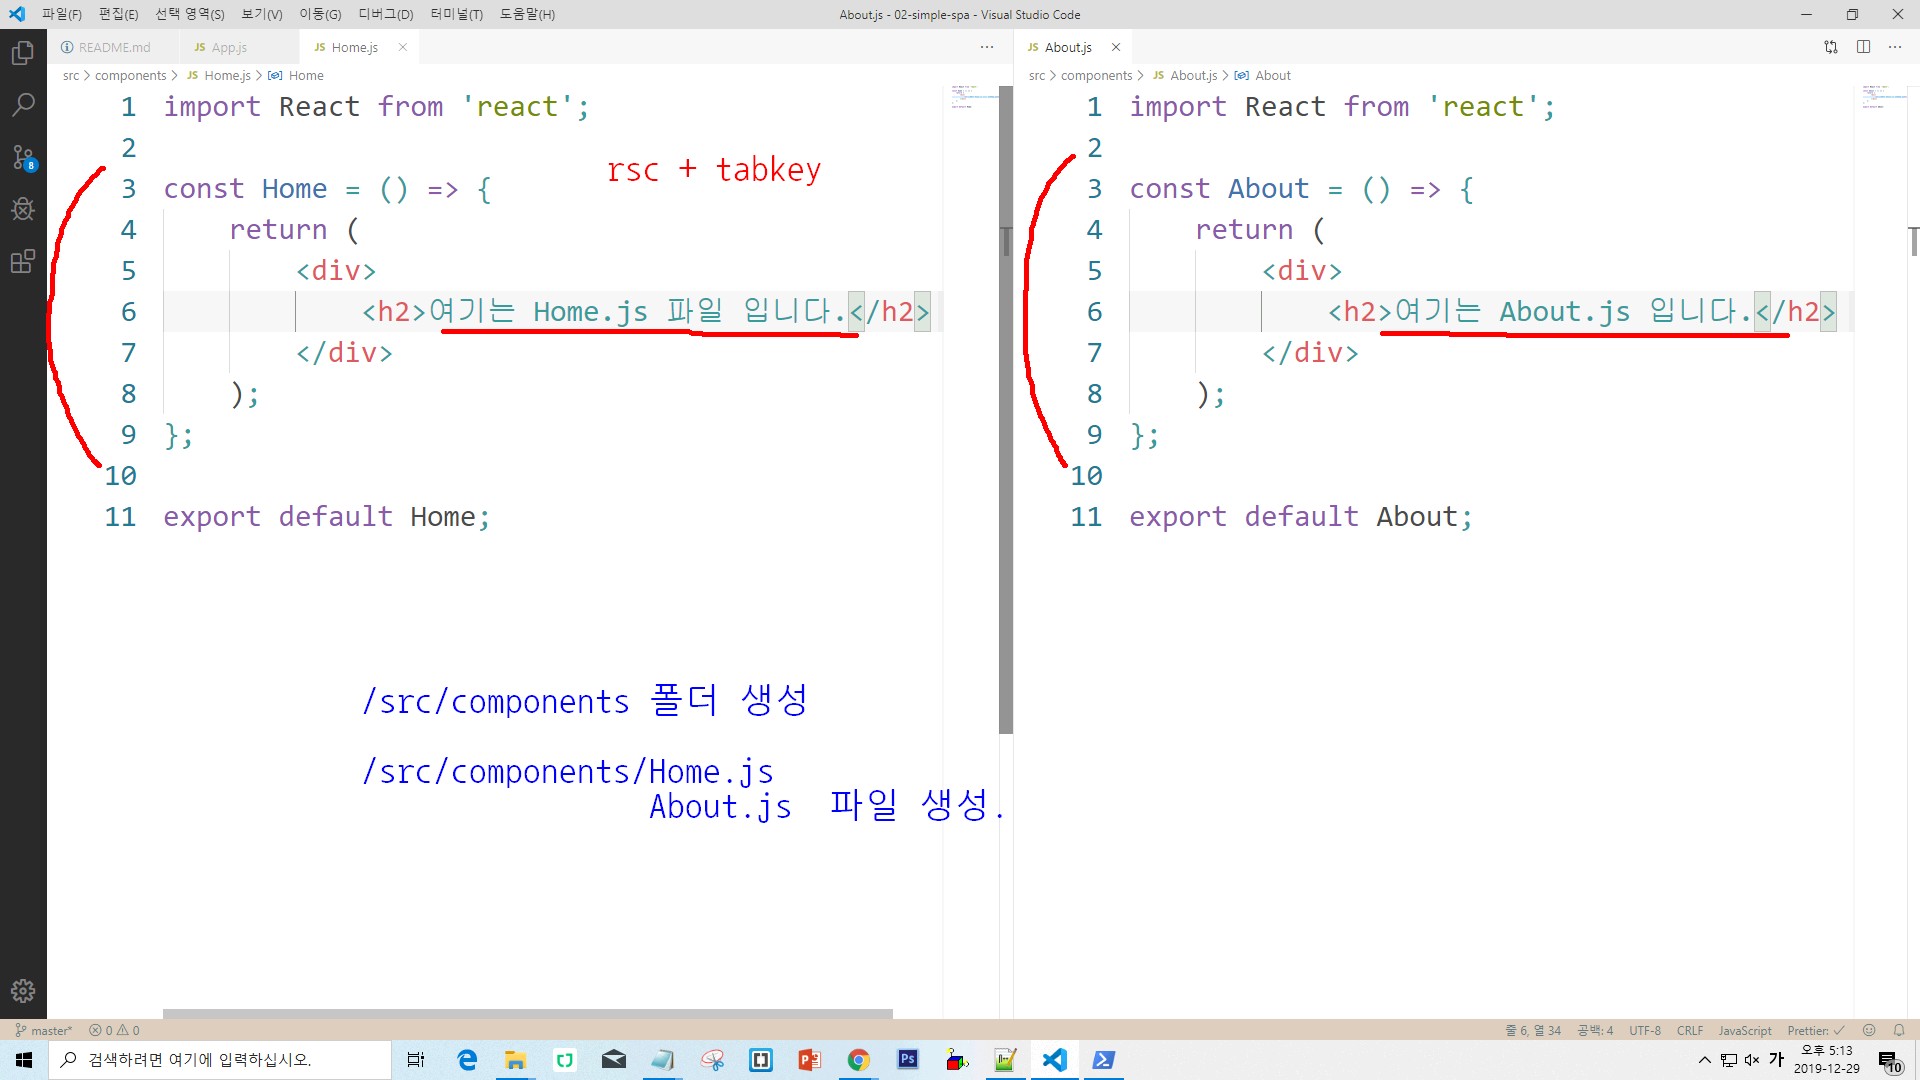 파일(F) 편집(E) 선택 영역(S) 보기(V) 이동(G) 디버그(D) 터미널(T) 도움말(H) About.js - 02-simple-spa - Visual Studio Code
README.md JS App.js JS Home.js
src > components > JS Home.js > Home
1 import React from 'react';
2
3 const Home = () => {
4 return (
5 <div>
6 <h2>여기는 Home.js 파일 입니다.</h2>
7 </div>
8 );
9 };
10
11 export default Home;
rsc + tabkey
/src/components 폴더 생성
/src/components/Home.js
About.js 파일 생성.
JS About.js
src > components > JS About.js > About
1 import React from 'react';
2
3 const About = () => {
4 return (
5 <div>
6 <h2>여기는 About.js 입니다.</h2>
7 </div>
8 );
9 };
10
11 export default About;
8
master* 0 0 줄 6, 열 34 공백: 4 UTF-8 CRLF JavaScript Prettier: ✓
검색하려면 여기에 입력하십시오. Ps 가 오후 5:13
2019-12-29
10